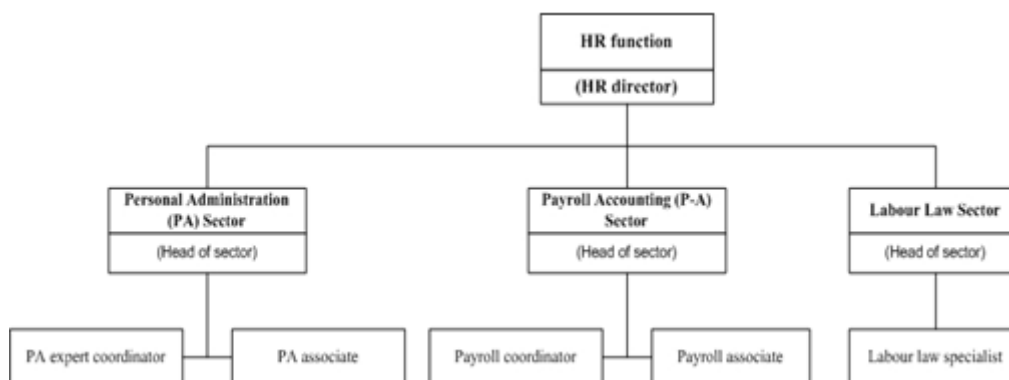 HR function
(HR director)
Personal Administration
(PA) Sector
(Head of sector)
Payroll Accounting (P-A)
Sector
(Head of sector)
Labour Law Sector
(Head of sector)
PA expert coordinator
PA associate
Payroll coordinator
Payroll associate
Labour law specialist